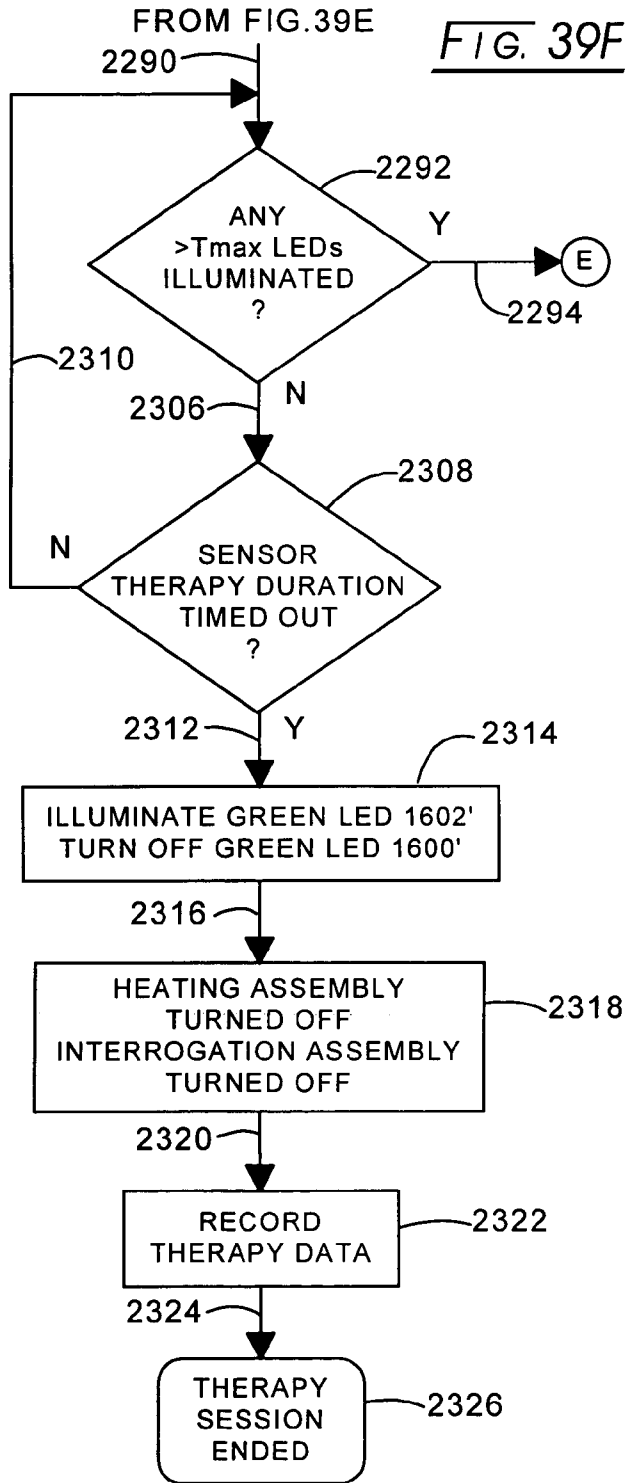 FROM FIG.39E
FIG. 39F
2290
2292
ANY
>Tmax LEDs
ILLUMINATED
?
Y
E
2294
2310
N
2306
2308
N
SENSOR
THERAPY DURATION
TIMED OUT
?
2312
Y
2314
ILLUMINATE GREEN LED 1602'
TURN OFF GREEN LED 1600'
2316
HEATING ASSEMBLY
TURNED OFF
INTERROGATION ASSEMBLY
TURNED OFF
2318
2320
RECORD
THERAPY DATA
2322
2324
THERAPY
SESSION
ENDED
2326